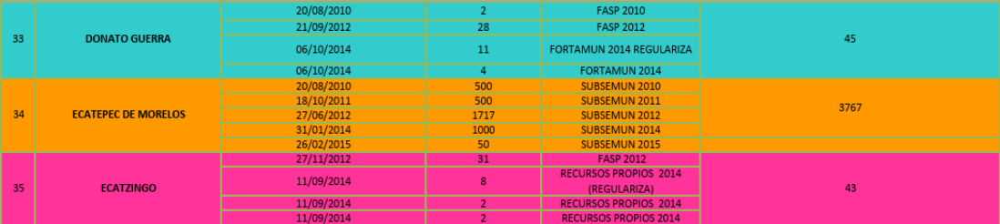 33 DONATO GUERRA 20/08/2010 2 FASP 2010 45
21/09/2012 28 FASP 2012
06/10/2014 11 FORTAMUN 2014 REGULARIZA
06/10/2014 4 FORTAMUN 2014
34 ECATEPEC DE MORELOS 20/08/2010 500 SUBSEMUN 2010 3767
18/10/2011 500 SUBSEMUN 2011
27/06/2012 1717 SUBSEMUN 2012
31/01/2014 1000 SUBSEMUN 2014
26/02/2015 50 SUBSEMUN 2015
35 ECATZINGO 27/11/2012 31 FASP 2012 43
11/09/2014 8 RECURSOS PROPIOS 2014
(REGULARIZA)
11/09/2014 2 RECURSOS PROPIOS 2014
11/09/2014 2 RECURSOS PROPIOS 2014